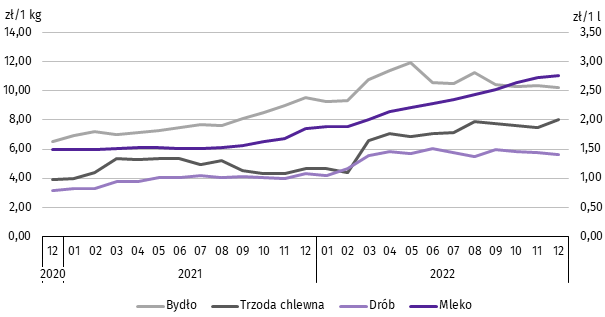 zł/1 kg zł/1 l
14,00 3,50
12,00 3,00
10,00 2,50
8,00 2,00
6,00 1,50
4,00 1,00
2,00 0,50
0,00 0,00
12 01 02 03 04 05 06 07 08 09 10 11 12 01 02 03 04 05 06 07 08 09 10 11 12
2020 2021 2022
Bydło Trzoda chlewna Drób Mleko